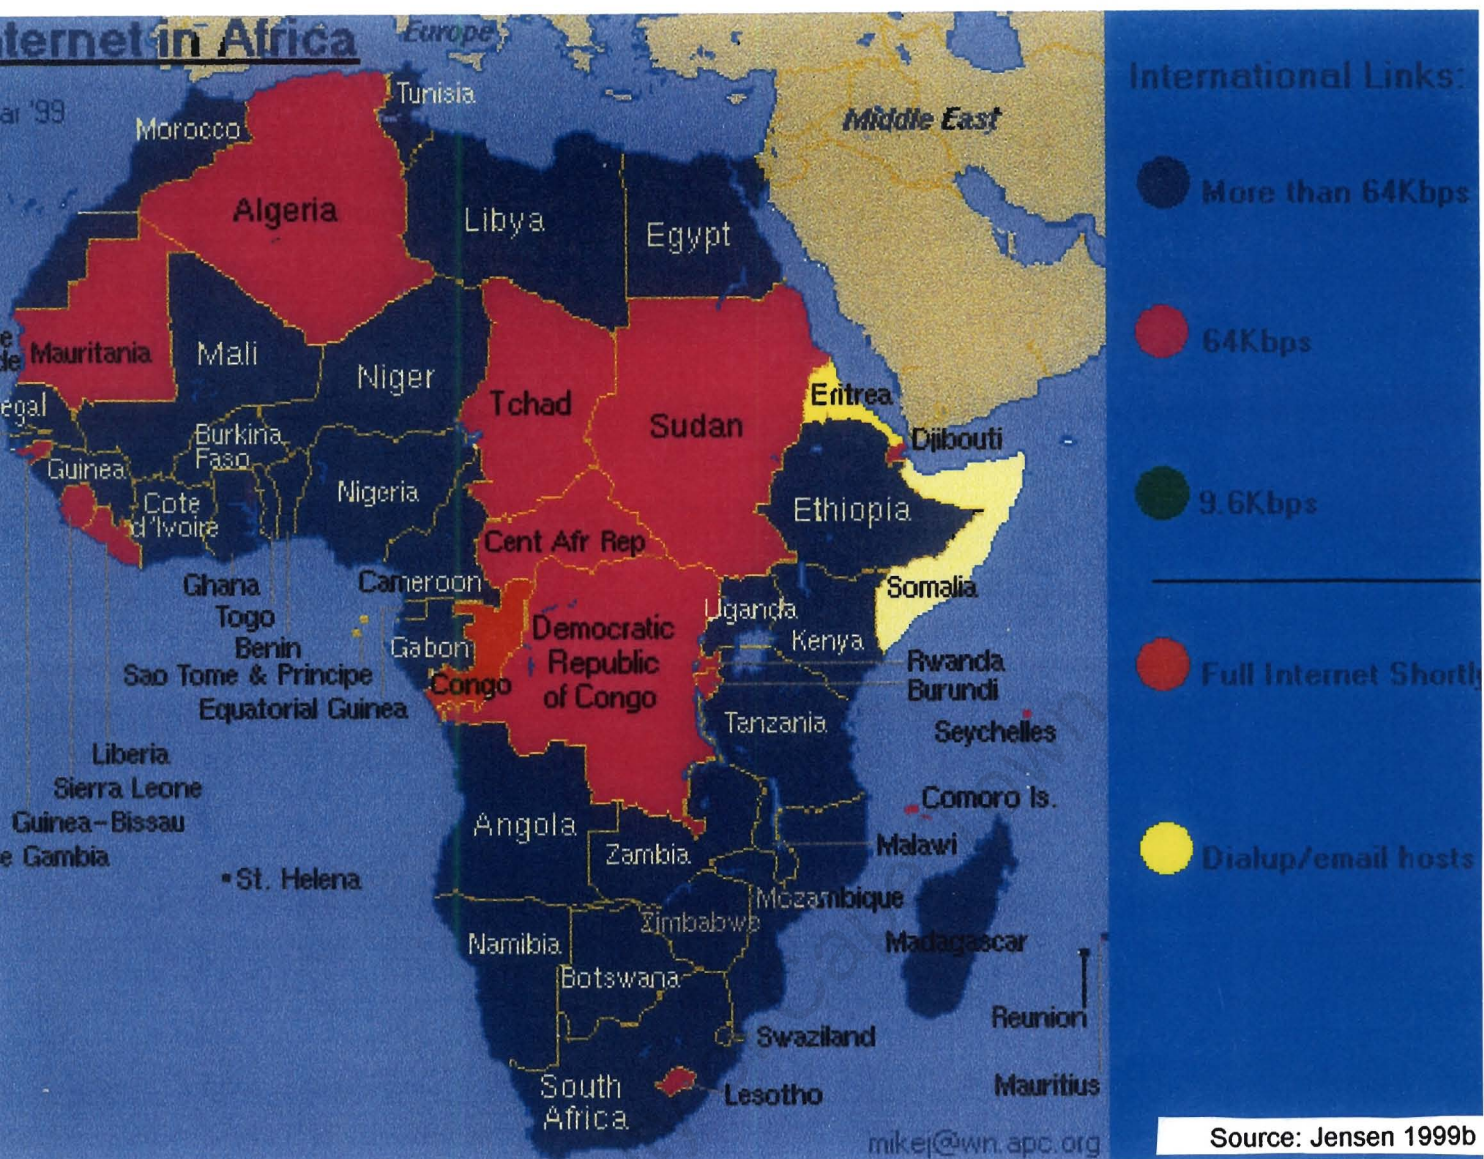 ternet in Africa
Europe
ar '99
Tunisia
International Links:
Middle East
Morocco
More than 64Kbps
Algeria
Libya
Egypt
64Kbps
e
de
Mauritania
Mali
Niger
Tchad
Sudan
Eritrea
egal
Djibouti
Burkina
Faso
Guinea
Nigeria
Cote
d'Ivoire
Ethiopia
9.6Kbps
Cent Afr Rep
Ghana
Cameroon
Somalia
Togo
Uganda
Democratic
Republic
of Congo
Kenya
Benin
Gabon
Rwanda
Burundi
Full Internet Shortl
Sao Tome & Principe
Congo
Equatorial Guinea
Tanzania
Seychelles
Liberia
Sierra Leone
Comoro Is.
Guinea-Bissau
Angola
Malawi
e Gambia
Zambia
Dialup/email hosts
St. Helena
Mozambique
Zimbabwe
Namibia
Madagascar
Botswana
Reunion
Swaziland
South
Africa
Lesotho
Mauritius
mikej@wn.apc.org
Source: Jensen 1999b